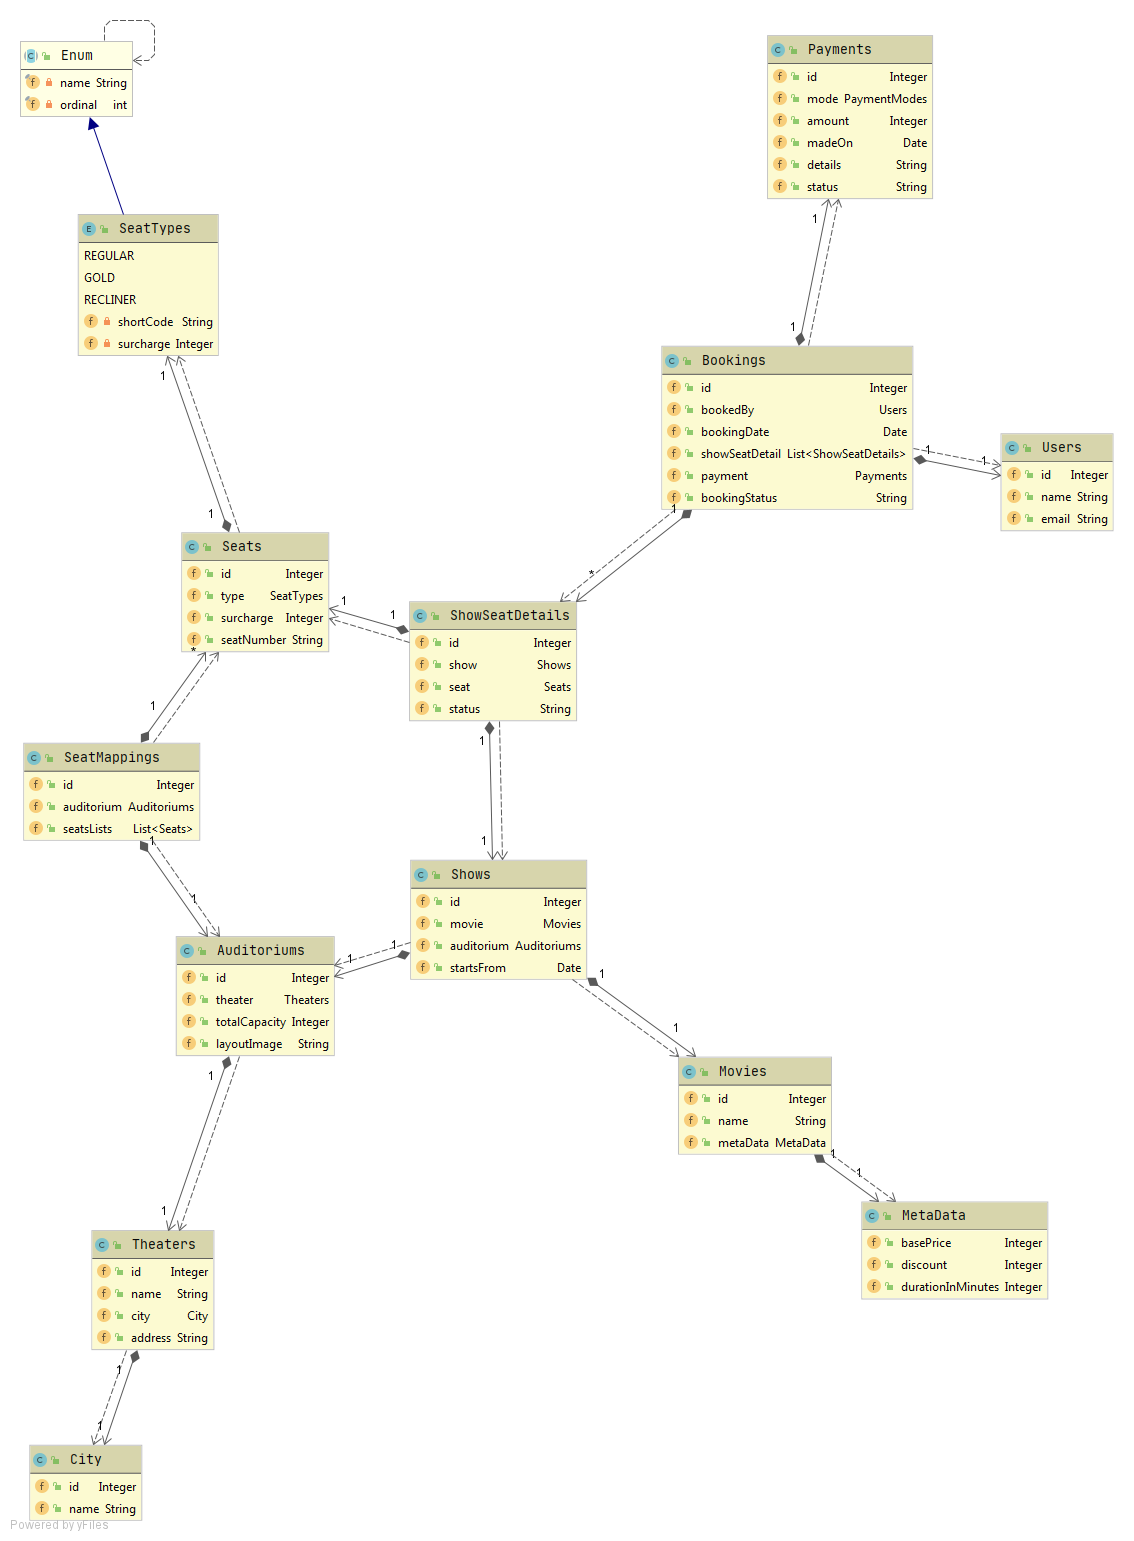 Enum
name String
ordinal int
SeatTypes
REGULAR
GOLD
RECLINER
shortCode String
surcharge Integer
1
1
Seats
id Integer
type SeatTypes
surcharge Integer
seatNumber String
*
1
SeatMappings
id Integer
auditorium Auditoriums
seatsLists List<Seats>
1
1
Auditoriums
id Integer
theater Theaters
totalCapacity Integer
layoutImage String
1
1
Theaters
id Integer
name String
city City
address String
1
1
City
id Integer
name String
Powered by yFiles
Payments
id Integer
mode PaymentModes
amount Integer
madeOn Date
details String
status String
1
1
Bookings
id Integer
bookedBy Users
bookingDate Date
showSeatDetail List<ShowSeatDetails>
payment Payments
bookingStatus String
1
1
Users
id Integer
name String
email String
1
*
1
1
ShowSeatDetails
id Integer
show Shows
seat Seats
status String
1
1
Shows
id Integer
movie Movies
auditorium Auditoriums
startsFrom Date
1
1
1
1
Movies
id Integer
name String
metaData MetaData
1
1
MetaData
basePrice Integer
discount Integer
durationInMinutes Integer